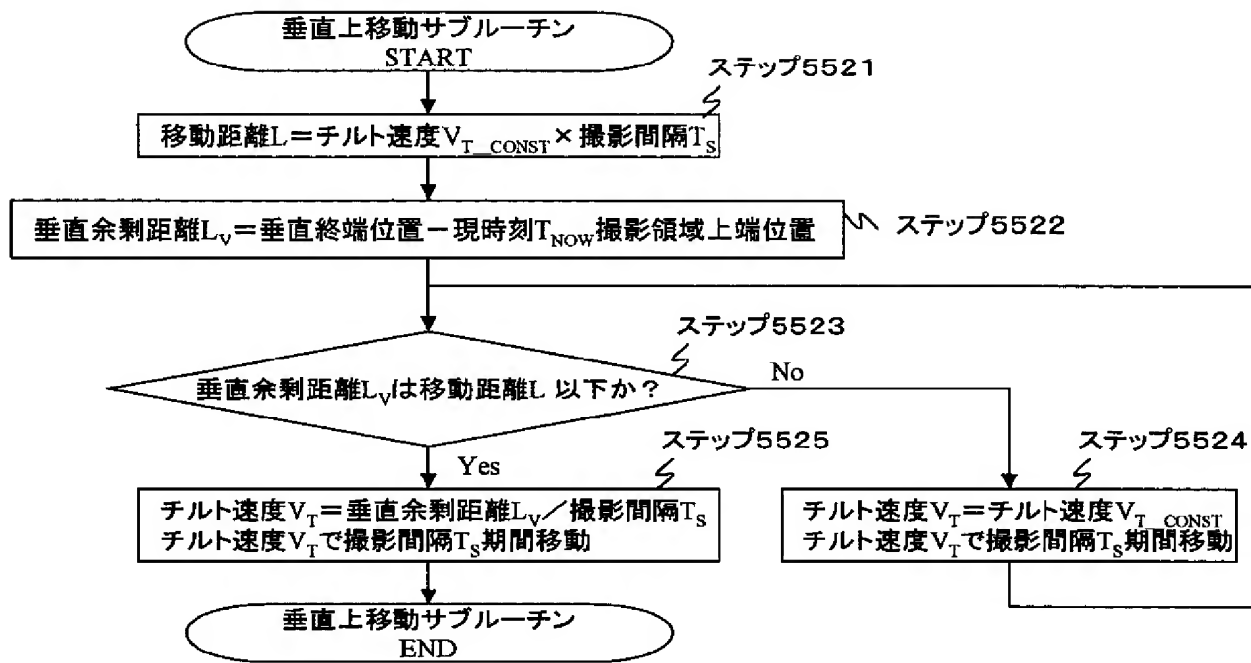 垂直上移動サブルーチン
START
ステップ5521
移動距離L=チルト速度V_T_CONST×撮影間隔T_S
垂直余剰距離L_V=垂直終端位置-現時刻T_NOW撮影領域上端位置
ステップ5522
ステップ5523
垂直余剰距離L_Vは移動距離L 以下か?
No
Yes
ステップ5525
チルト速度V_T=垂直余剰距離L_V/撮影間隔T_S
チルト速度V_Tで撮影間隔T_S期間移動
ステップ5524
チルト速度V_T=チルト速度V_T_CONST
チルト速度V_Tで撮影間隔T_S期間移動
垂直上移動サブルーチン
END